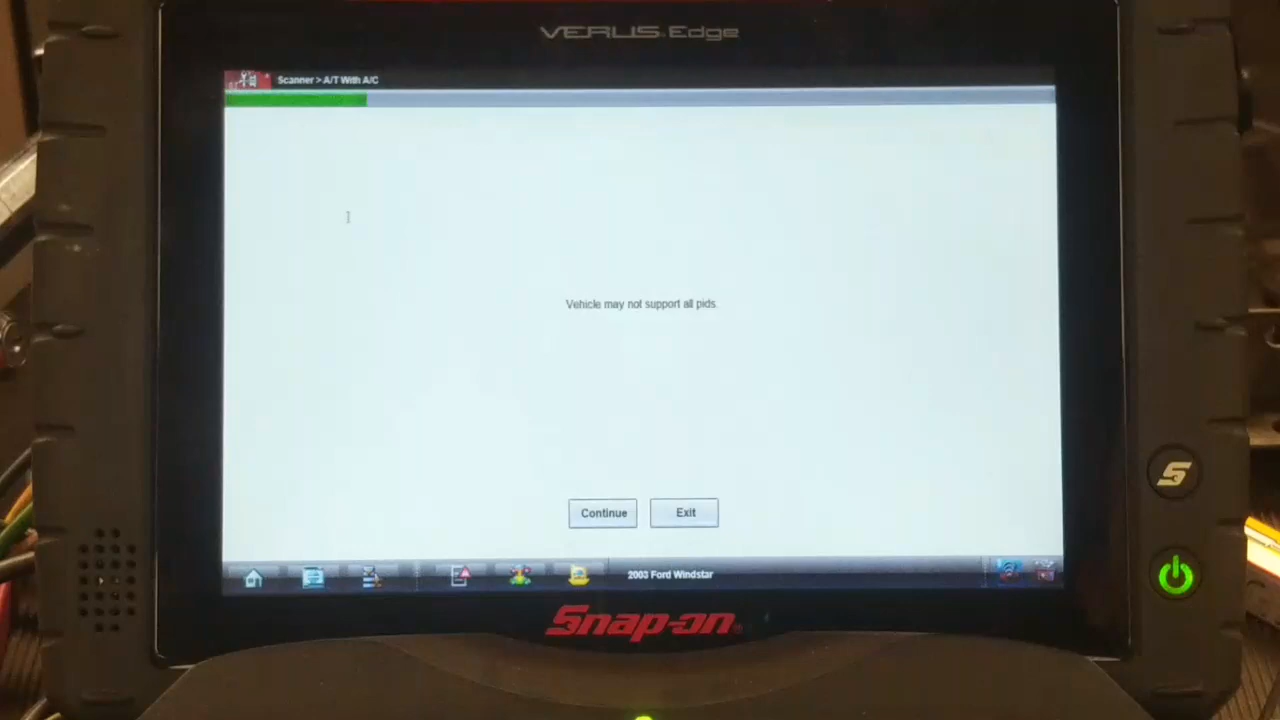 VERUS Edge
Scanner > A/T With A/C
Vehicle may not support all pids.
Continue
Exit
2003 Ford Windstar
Snap-on